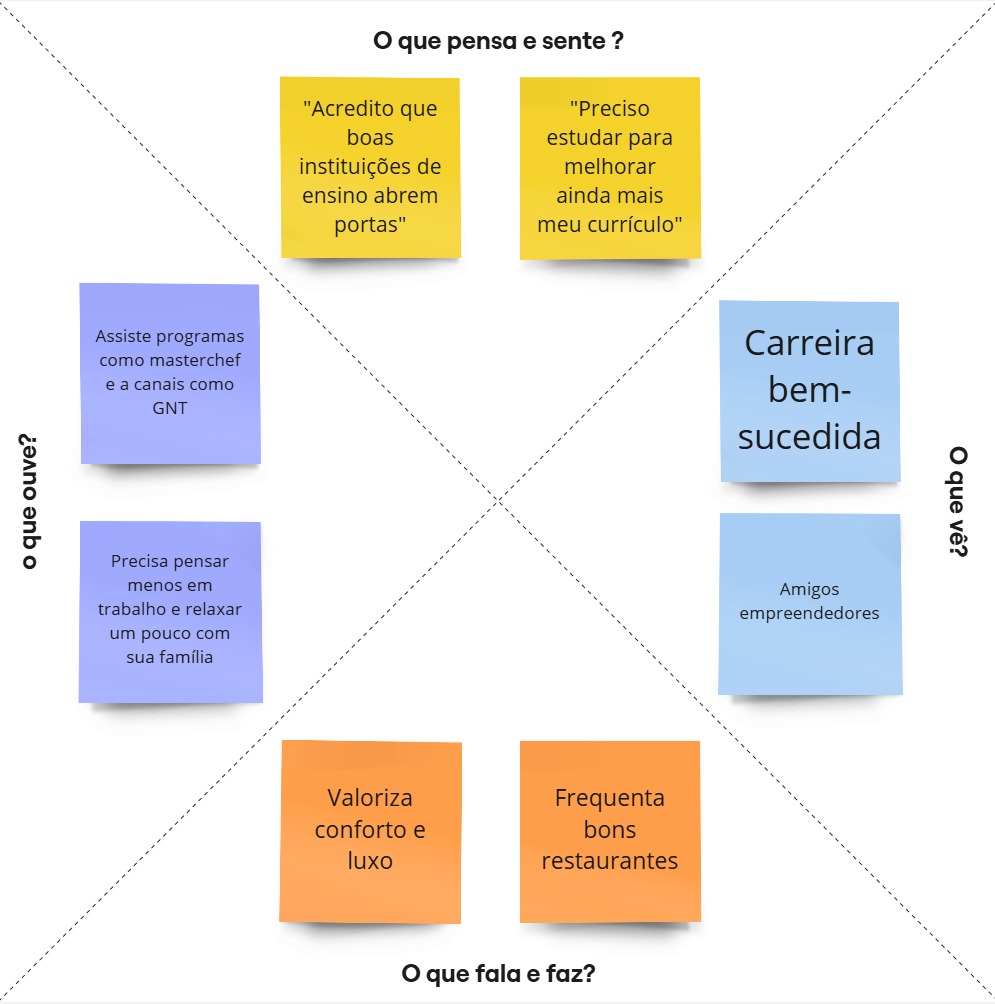 O que pensa e sente ?
"Acredito que
boas
instituições de
ensino abrem
portas"
"Preciso
estudar para
melhorar
ainda mais
meu currículo"
o que ouve?
Assiste programas
como masterchef
e a canais como
GNT
Precisa pensar
menos em
trabalho e relaxar
um pouco com
sua família
O que vê?
Carreira
bem-
sucedida
Amigos
empreendedores
Valoriza
conforto e
luxo
Frequenta
bons
restaurantes
O que fala e faz?